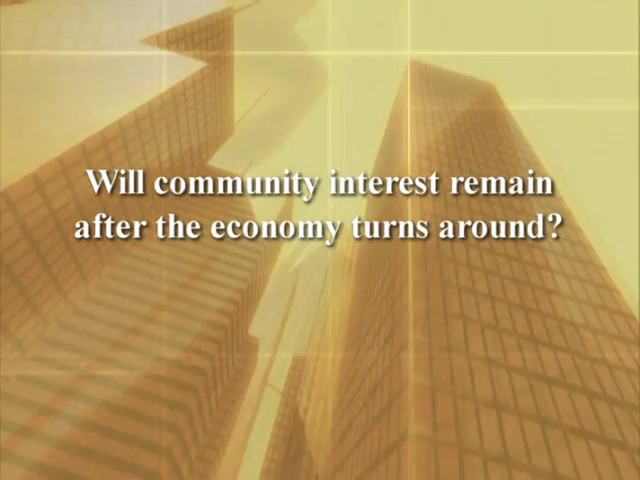 Will community interest remain
after the economy turns around?